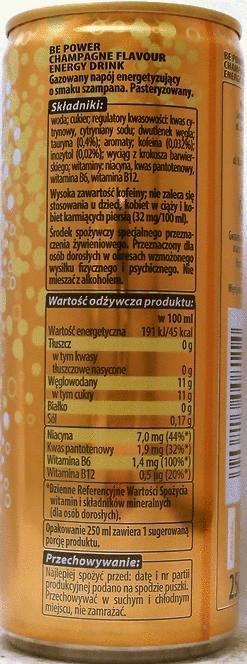 BE POWER
CHAMPAGNE FLAVOUR
ENERGY DRINK
Gazowany napój energetyzujący
o smaku szampana. Pasteryzowany.
Składniki:
woda; cukier; regulatory kwasowości: kwas cy-
trynowy, cytryniany sodu; dwutlenek węgla;
tauryna (0,4%); aromaty; kofeina (0,032%);
inozytol (0,02%); wyciąg z krokosza barwier-
skiego; witaminy: niacyna, kwas pantotenowy,
witamina B6, witamina B12.
Wysoka zawartość kofeiny; nie zaleca się
stosowania u dzieci, kobiet w ciąży i ko-
biet karmiących piersią (32 mg/100 ml).
Środek spożywczy specjalnego przezna-
czenia żywieniowego. Przeznaczony dla
osób dorosłych w okresach wzmożonego
wysiłku fizycznego i psychicznego. Nie
mieszać z alkoholem.
Wartość odżywcza produktu:
w 100 ml
Wartość energetyczna 191 kJ/45 kcal
Tłuszcz 0 g
w tym kwasy
tłuszczowe nasycone 0 g
Węglowodany 11 g
w tym cukry 11 g
Białko 0 g
Sól 0,17 g
Niacyna 7,0 mg (44%*)
Kwas pantotenowy 1,9 mg (32%*)
Witamina B6 1,4 mg (100%*)
Witamina B12 0,5 µg (20%*)
*Dzienne Referencyjne Wartości Spożycia
witamin i składników mineralnych
(dla osób dorosłych).
Opakowanie 250 ml zawiera 1 sugerowaną
porcję produktu.
Przechowywanie:
Najlepiej spożyć przed: datę i nr partii
produkcyjnej podano na spodzie puszki.
Przechowywać w suchym i chłodnym
miejscu, nie zamrażać.